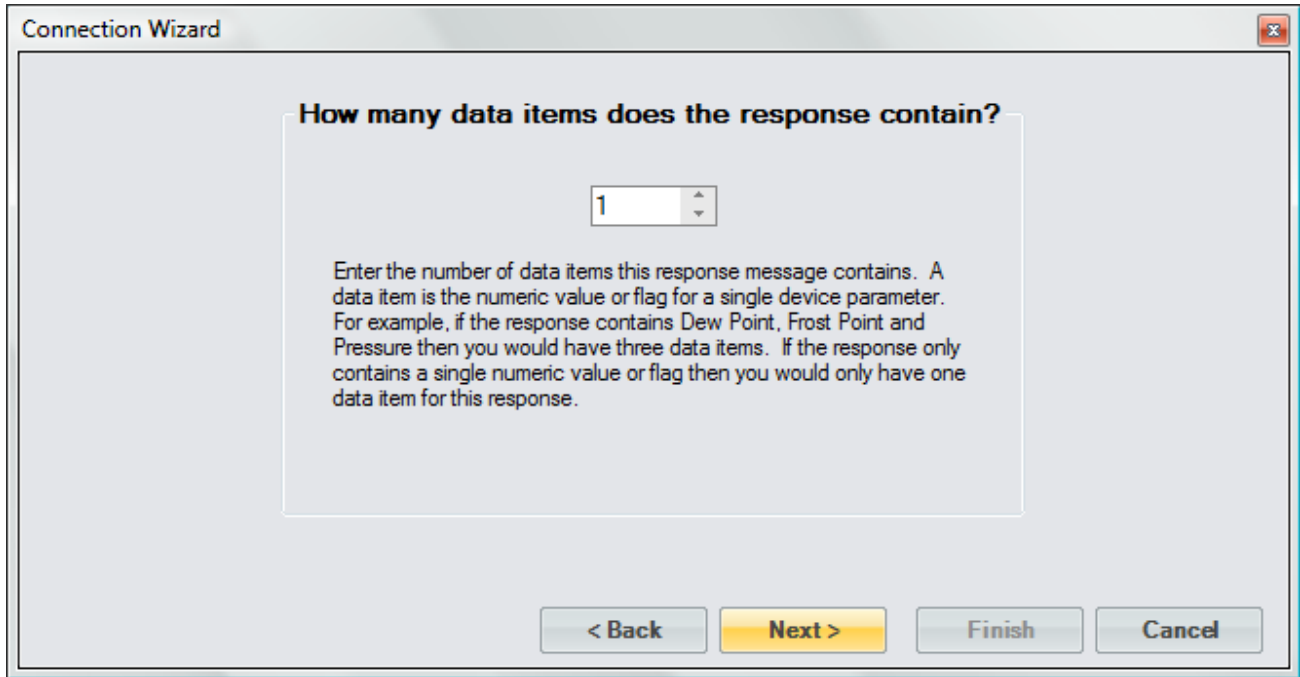 Connection Wizard
How many data items does the response contain?
1
Enter the number of data items this response message contains.  A
data item is the numeric value or flag for a single device parameter.
For example, if the response contains Dew Point, Frost Point and
Pressure then you would have three data items.  If the response only
contains a single numeric value or flag then you would only have one
data item for this response.
< Back Next > Finish Cancel